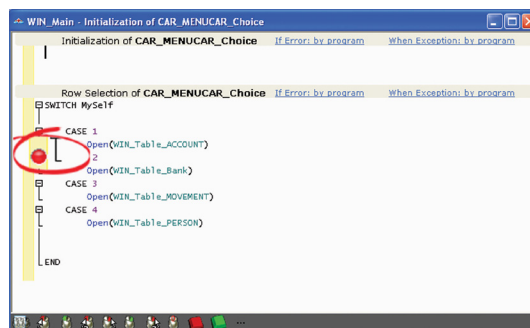 WIN_Main - Initialization of CAR_MENUCAR_Choice
Initialization of CAR_MENUCAR_Choice If Error: by program When Exception: by program
Row Selection of CAR_MENUCAR_Choice If Error: by program When Exception: by program
SWITCH MySelf
CASE 1
Open(WIN_Table_ACCOUNT)
2
Open(WIN_Table_Bank)
CASE 3
Open(WIN_Table_MOVEMENT)
CASE 4
Open(WIN_Table_PERSON)
END
...